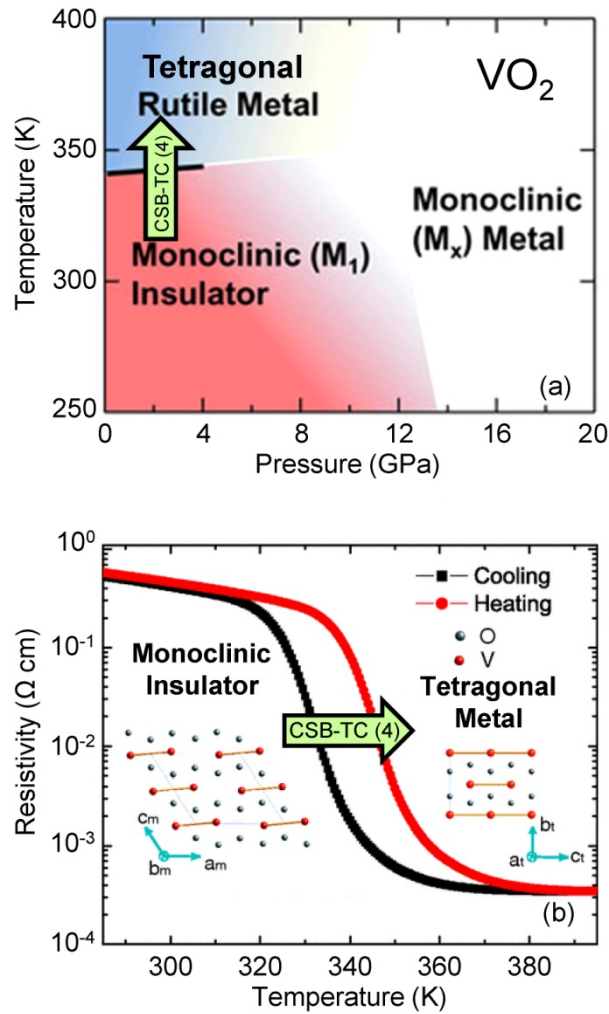 400
350
300
250
Temperature (K)
Tetragonal
Rutile Metal
VO₂
CSB-TC (4)
Monoclinic
(Mₓ) Metal
Monoclinic (M₁)
Insulator
(a)
0
4
8
12
16
20
Pressure (GPa)
10⁰
10⁻¹
10⁻²
10⁻³
10⁻⁴
Resistivity (Ω cm)
Cooling
Heating
O
V
Monoclinic
Insulator
Tetragonal
Metal
CSB-TC (4)
cₘ
bₘ
aₘ
bₜ
aₜ
cₜ
(b)
300
320
340
360
380
Temperature (K)